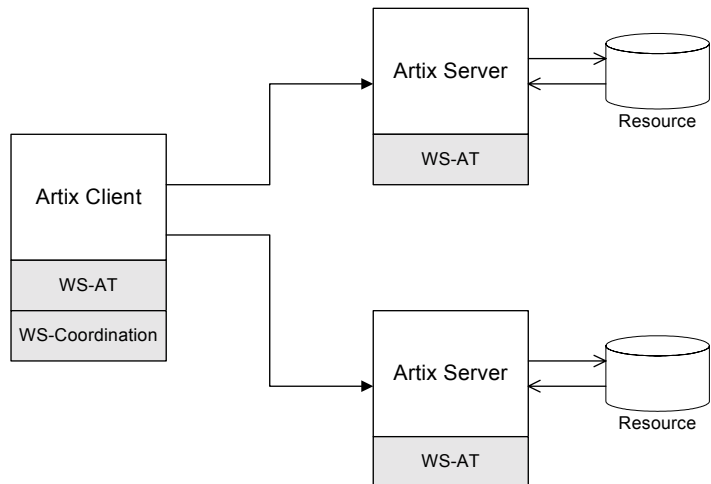 Artix Server
WS-AT
Resource
Artix Client
WS-AT
WS-Coordination
Artix Server
WS-AT
Resource